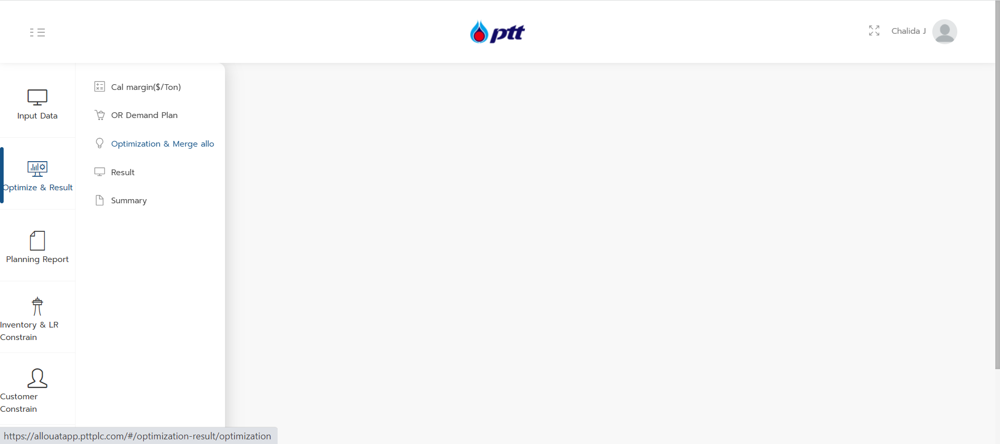 ptt
Chalida J
Input Data
Optimize & Result
Planning Report
Inventory & LR
Constrain
Customer
Constrain
Cal margin($/Ton)
OR Demand Plan
Optimization & Merge allo
Result
Summary
https://allouatapp.pttplc.com/#/optimization-result/optimization